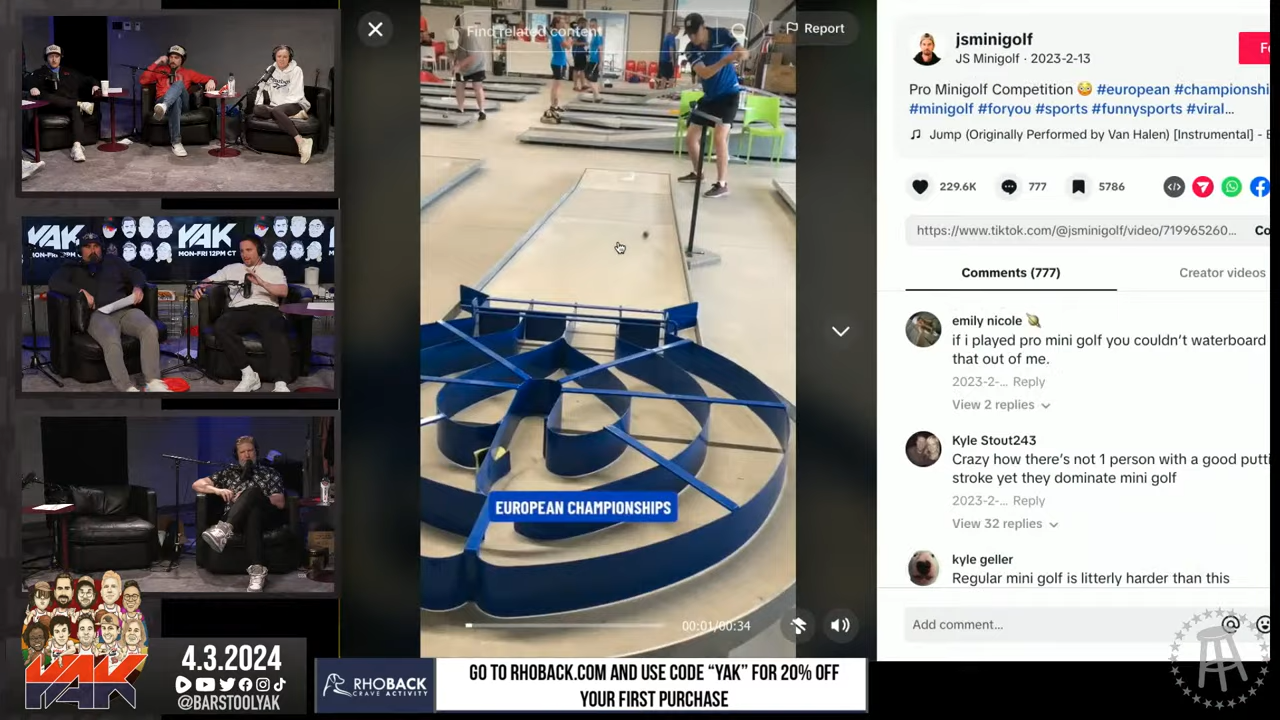 YAK
YAK
MON-FRI 12PM CT
Find related content
Report
EUROPEAN CHAMPIONSHIPS
00:01/00:34
jsminigolf
JS Minigolf · 2023-2-13
Pro Minigolf Competition 😳 #european #championshi
#minigolf #foryou #sports #funnysports #viral...
Jump (Originally Performed by Van Halen) [Instrumental] - E
229.6K
777
5786
https://www.tiktok.com/@jsminigolf/video/719965260...
Co
Comments (777)
Creator videos
emily nicole
if i played pro mini golf you couldn't waterboard
that out of me.
2023-2-... Reply
View 2 replies
Kyle Stout243
Crazy how there's not 1 person with a good putti
stroke yet they dominate mini golf
2023-2-... Reply
View 32 replies
kyle geller
Regular mini golf is litterly harder than this
Add comment...
YAK
4.3.2024
@BARSTOOLYAK
RHOBACK
CRAVE ACTIVITY
GO TO RHOBACK.COM AND USE CODE "YAK" FOR 20% OFF
YOUR FIRST PURCHASE